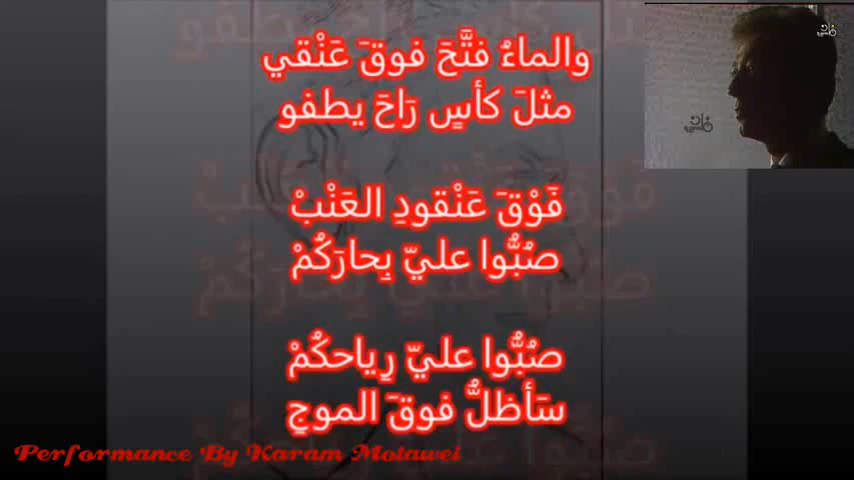 والماءُ فتَّحَ فوقَ عَنْقي
مثلَ كأسٍ رَاحَ يطفو
فَوْقَ عَنْقودِ العَنْبْ
صُبُّوا عليّ بِحارَكُمْ
صُبُّوا عليّ رِياحكُمْ
سَأظلُّ فوقَ الموجِ
Performance By Karam Motawei